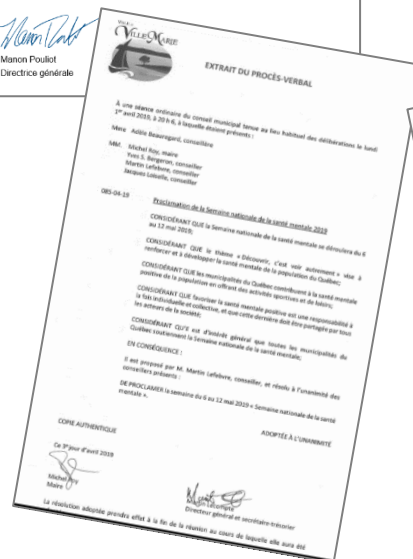 Manon Pouliot
Directrice générale
VILLE MARIE
EXTRAIT DU PROCÈS-VERBAL
À une séance ordinaire du conseil municipal tenue au lieu habituel des délibérations le lundi
1er avril 2019, à 20 h 6, à laquelle étaient présents :
Mme Adèle Beauregard, conseillère
MM. Michel Roy, maire
Yves S. Bergeron, conseiller
Martin Lefebvre, conseiller
Jacques Loiselle, conseiller
085-04-19 Proclamation de la Semaine nationale de la santé mentale 2019
CONSIDÉRANT QUE la Semaine nationale de la santé mentale se déroulera du 6
au 12 mai 2019;
CONSIDÉRANT QUE le thème « Découvrir, c'est voir autrement » vise à
renforcer et à développer la santé mentale de la population du Québec;
CONSIDÉRANT QUE les municipalités du Québec contribuent à la santé mentale
positive de la population en offrant des activités sportives et de loisirs;
CONSIDÉRANT QUE favoriser la santé mentale positive est une responsabilité à
la fois individuelle et collective, et que cette dernière doit être partagée par tous
les acteurs de la société;
CONSIDÉRANT QU'il est d'intérêt général que toutes les municipalités du
Québec soutiennent la Semaine nationale de la santé mentale;
EN CONSÉQUENCE :
Il est proposé par M. Martin Lefebvre, conseiller, et résolu à l'unanimité des
conseillers présents :
DE PROCLAMER la semaine du 6 au 12 mai 2019 « Semaine nationale de la santé
mentale ».
ADOPTÉE À L'UNANIMITÉ
COPIE AUTHENTIQUE
Ce 3e jour d'avril 2019
Michel Roy
Maire
Martin Lecompte
Directeur général et secrétaire-trésorier
La résolution adoptée prendra effet à la fin de la réunion au cours de laquelle elle aura été